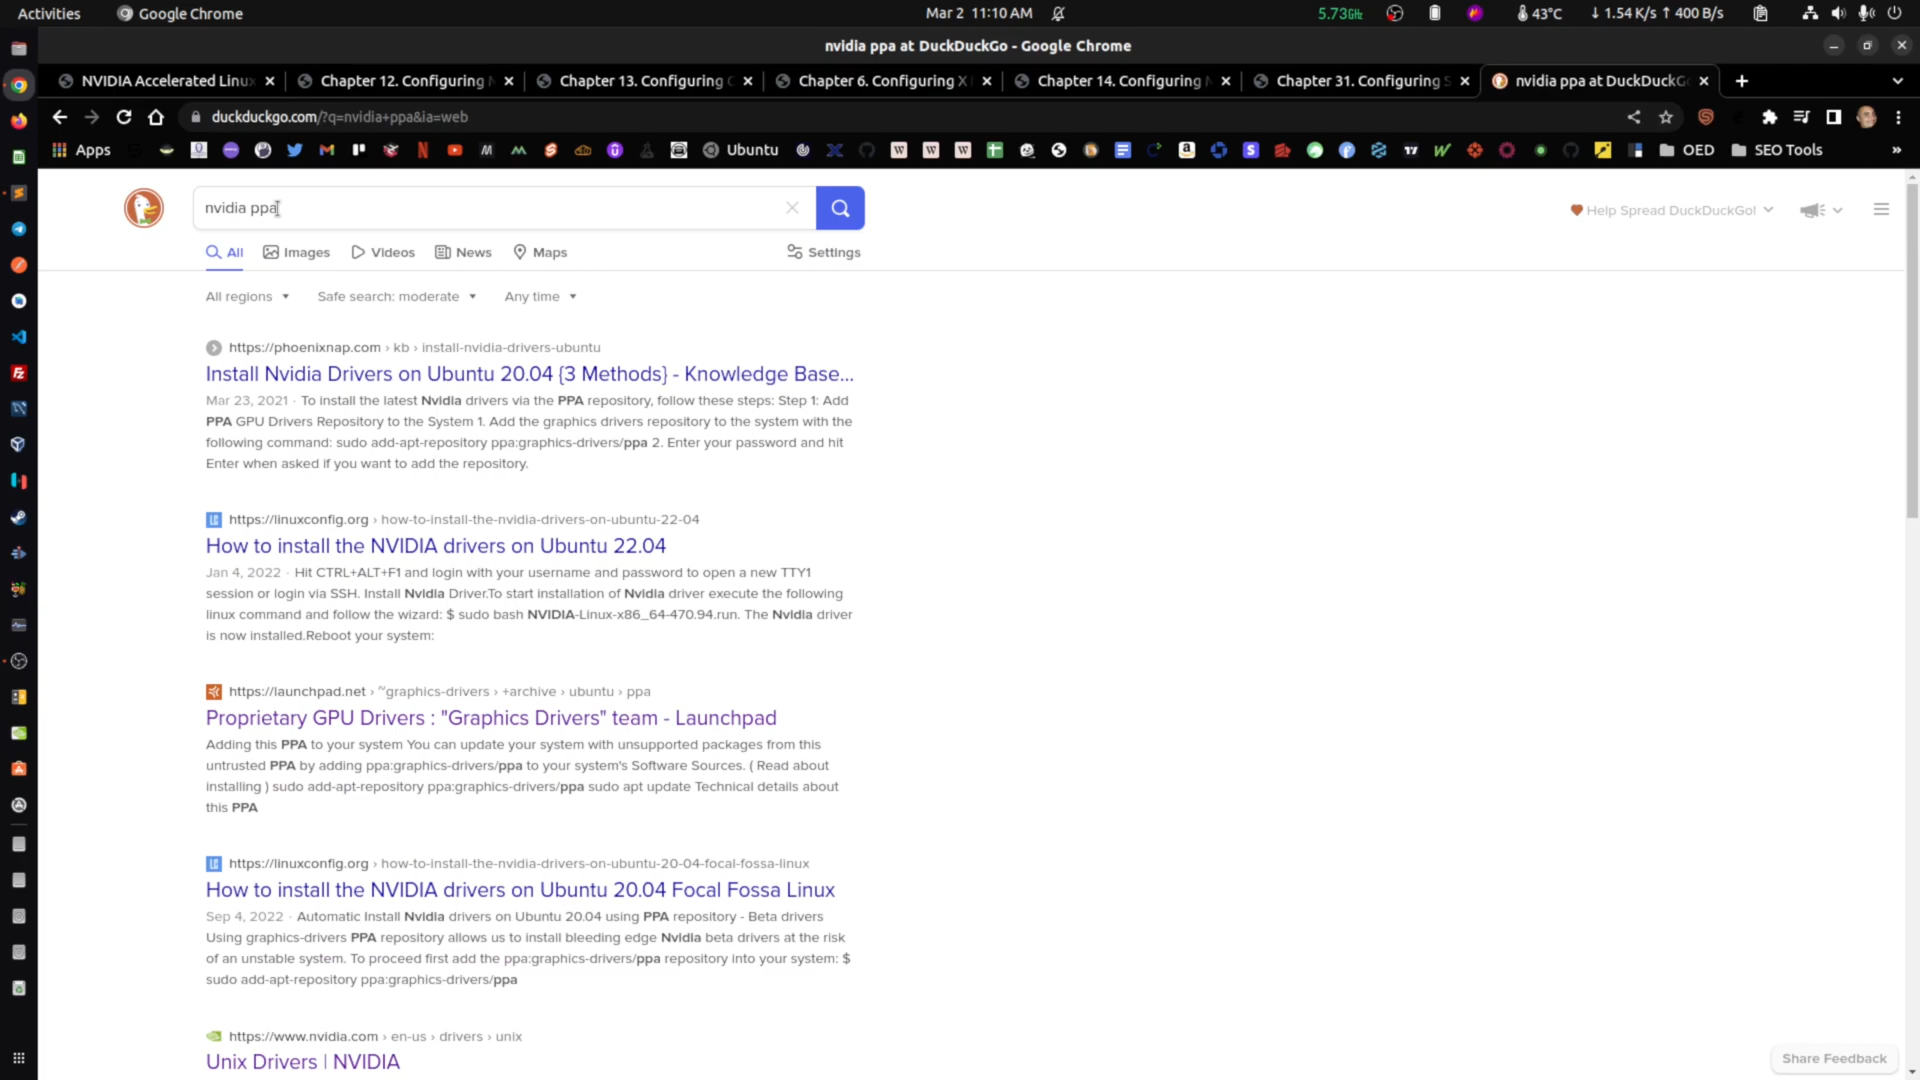 Activities
Google Chrome
Mar 2 11:10 AM
5.73GHz
43°C
↓ 1.54 K/s ↑ 400 B/s
nvidia ppa at DuckDuckGo - Google Chrome
NVIDIA Accelerated Linux
Chapter 12. Configuring
Chapter 13. Configuring
Chapter 6. Configuring X
Chapter 14. Configuring
Chapter 31. Configuring S
nvidia ppa at DuckDuckG
duckduckgo.com/?q=nvidia+ppa&ia=web
Apps
Ubuntu
OED
SEO Tools
»
nvidia ppa
Help Spread DuckDuckGo!
All
Images
Videos
News
Maps
Settings
All regions
Safe search: moderate
Any time
https://phoenixnap.com › kb › install-nvidia-drivers-ubuntu
Install Nvidia Drivers on Ubuntu 20.04 {3 Methods} - Knowledge Base...
Mar 23, 2021 · To install the latest Nvidia drivers via the PPA repository, follow these steps: Step 1: Add
PPA GPU Drivers Repository to the System 1. Add the graphics drivers repository to the system with the
following command: sudo add-apt-repository ppa:graphics-drivers/ppa 2. Enter your password and hit
Enter when asked if you want to add the repository.
https://linuxconfig.org › how-to-install-the-nvidia-drivers-on-ubuntu-22-04
How to install the NVIDIA drivers on Ubuntu 22.04
Jan 4, 2022 · Hit CTRL+ALT+F1 and login with your username and password to open a new TTY1
session or login via SSH. Install Nvidia Driver.To start installation of Nvidia driver execute the following
linux command and follow the wizard: $ sudo bash NVIDIA-Linux-x86_64-470.94.run. The Nvidia driver
is now installed.Reboot your system:
https://launchpad.net › ~graphics-drivers › +archive › ubuntu › ppa
Proprietary GPU Drivers : "Graphics Drivers" team - Launchpad
Adding this PPA to your system You can update your system with unsupported packages from this
untrusted PPA by adding ppa:graphics-drivers/ppa to your system's Software Sources. ( Read about
installing ) sudo add-apt-repository ppa:graphics-drivers/ppa sudo apt update Technical details about
this PPA
https://linuxconfig.org › how-to-install-the-nvidia-drivers-on-ubuntu-20-04-focal-fossa-linux
How to install the NVIDIA drivers on Ubuntu 20.04 Focal Fossa Linux
Sep 4, 2022 · Automatic Install Nvidia drivers on Ubuntu 20.04 using PPA repository - Beta drivers
Using graphics-drivers PPA repository allows us to install bleeding edge Nvidia beta drivers at the risk
of an unstable system. To proceed first add the ppa:graphics-drivers/ppa repository into your system: $
sudo add-apt-repository ppa:graphics-drivers/ppa
https://www.nvidia.com › en-us › drivers › unix
Unix Drivers | NVIDIA
Share Feedback